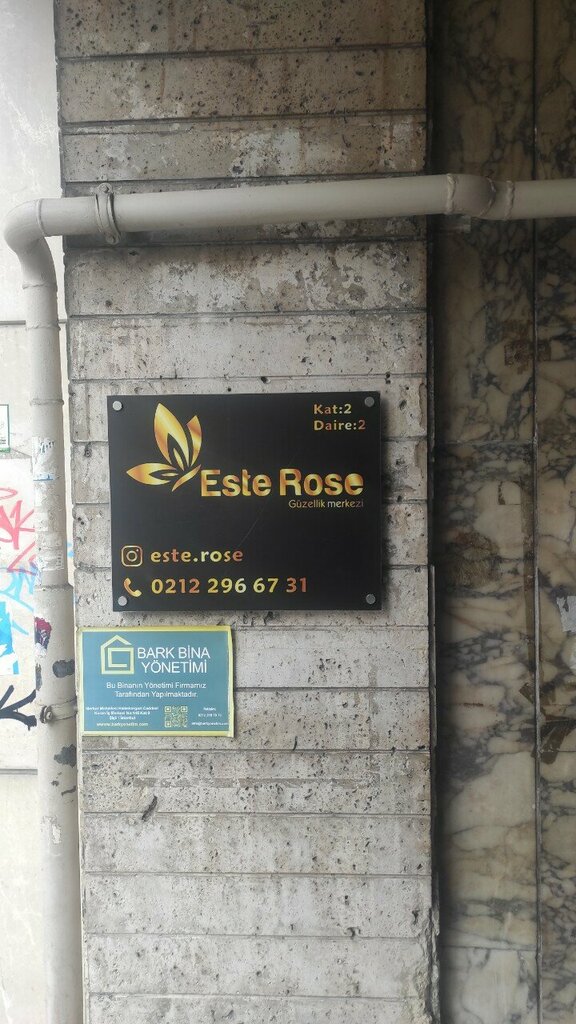 Kat:2
Daire:2
Este Rose
Güzellik merkezi
este.rose
0212 296 67 31
BARK BİNA
YÖNETİMİ
Bu Binanın Yönetimi Firmamız
Tarafından Yapılmaktadır.